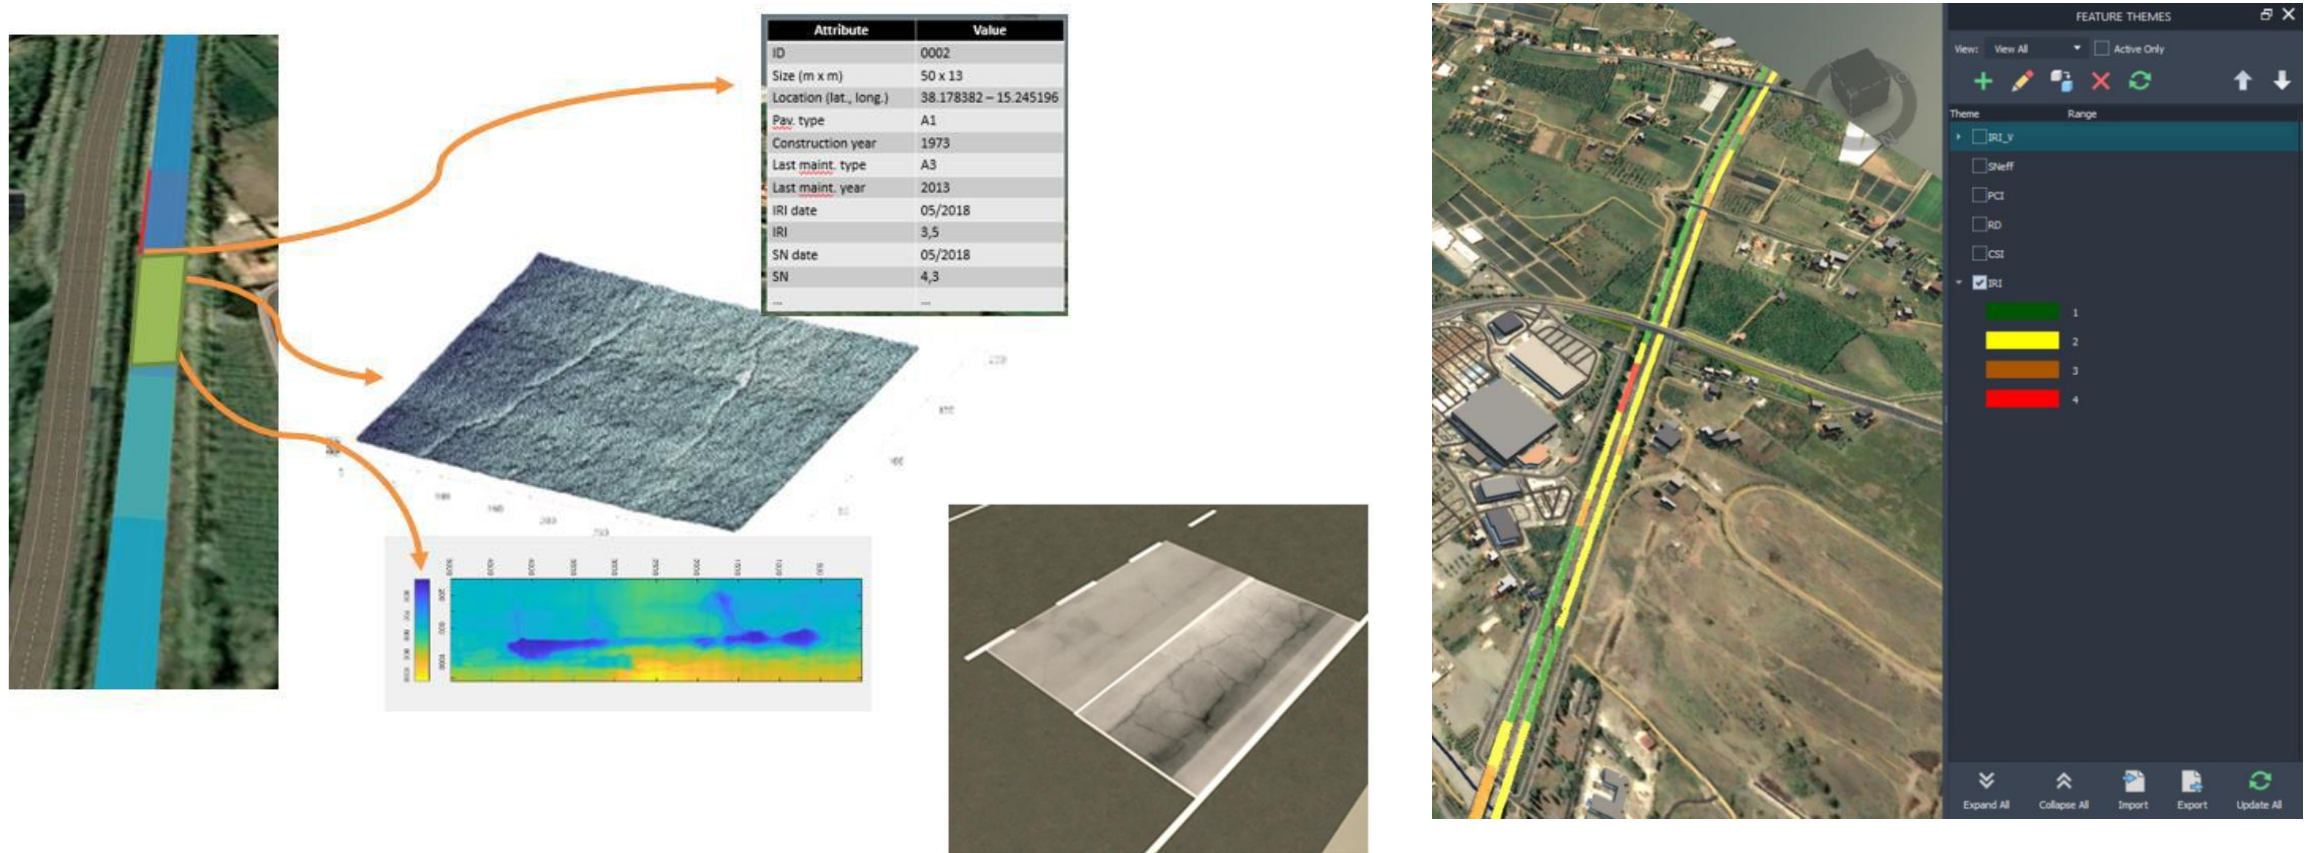 Attribute Value
ID 0002
Size (m x m) 50 x 13
Location (lat., long.) 38.178382 – 15.245196
Pav. type A1
Construction year 1973
Last maint. type A3
Last maint. year 2013
IRI date 05/2018
IRI 3,5
SN date 05/2018
SN 4,3
... ...
FEATURE THEMES
View: View All Active Only
Theme Range
IRI_V
SNeff
PCI
RD
CSI
IRI
1
2
3
4
Expand All Collapse All Import Export Update All